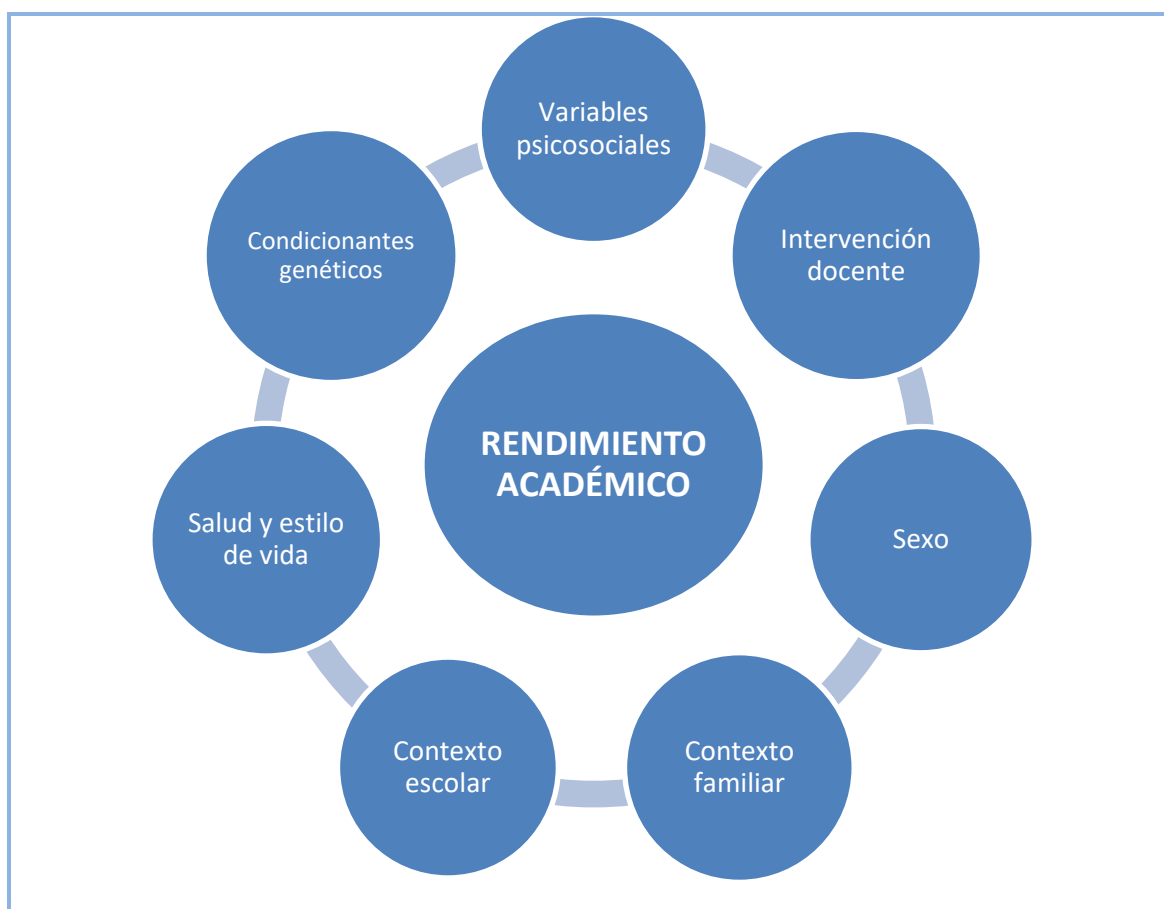 Variables
psicosociales
Intervención
docente
Sexo
Contexto
familiar
Contexto
escolar
Salud y estilo
de vida
Condicionantes
genéticos
RENDIMIENTO
ACADÉMICO